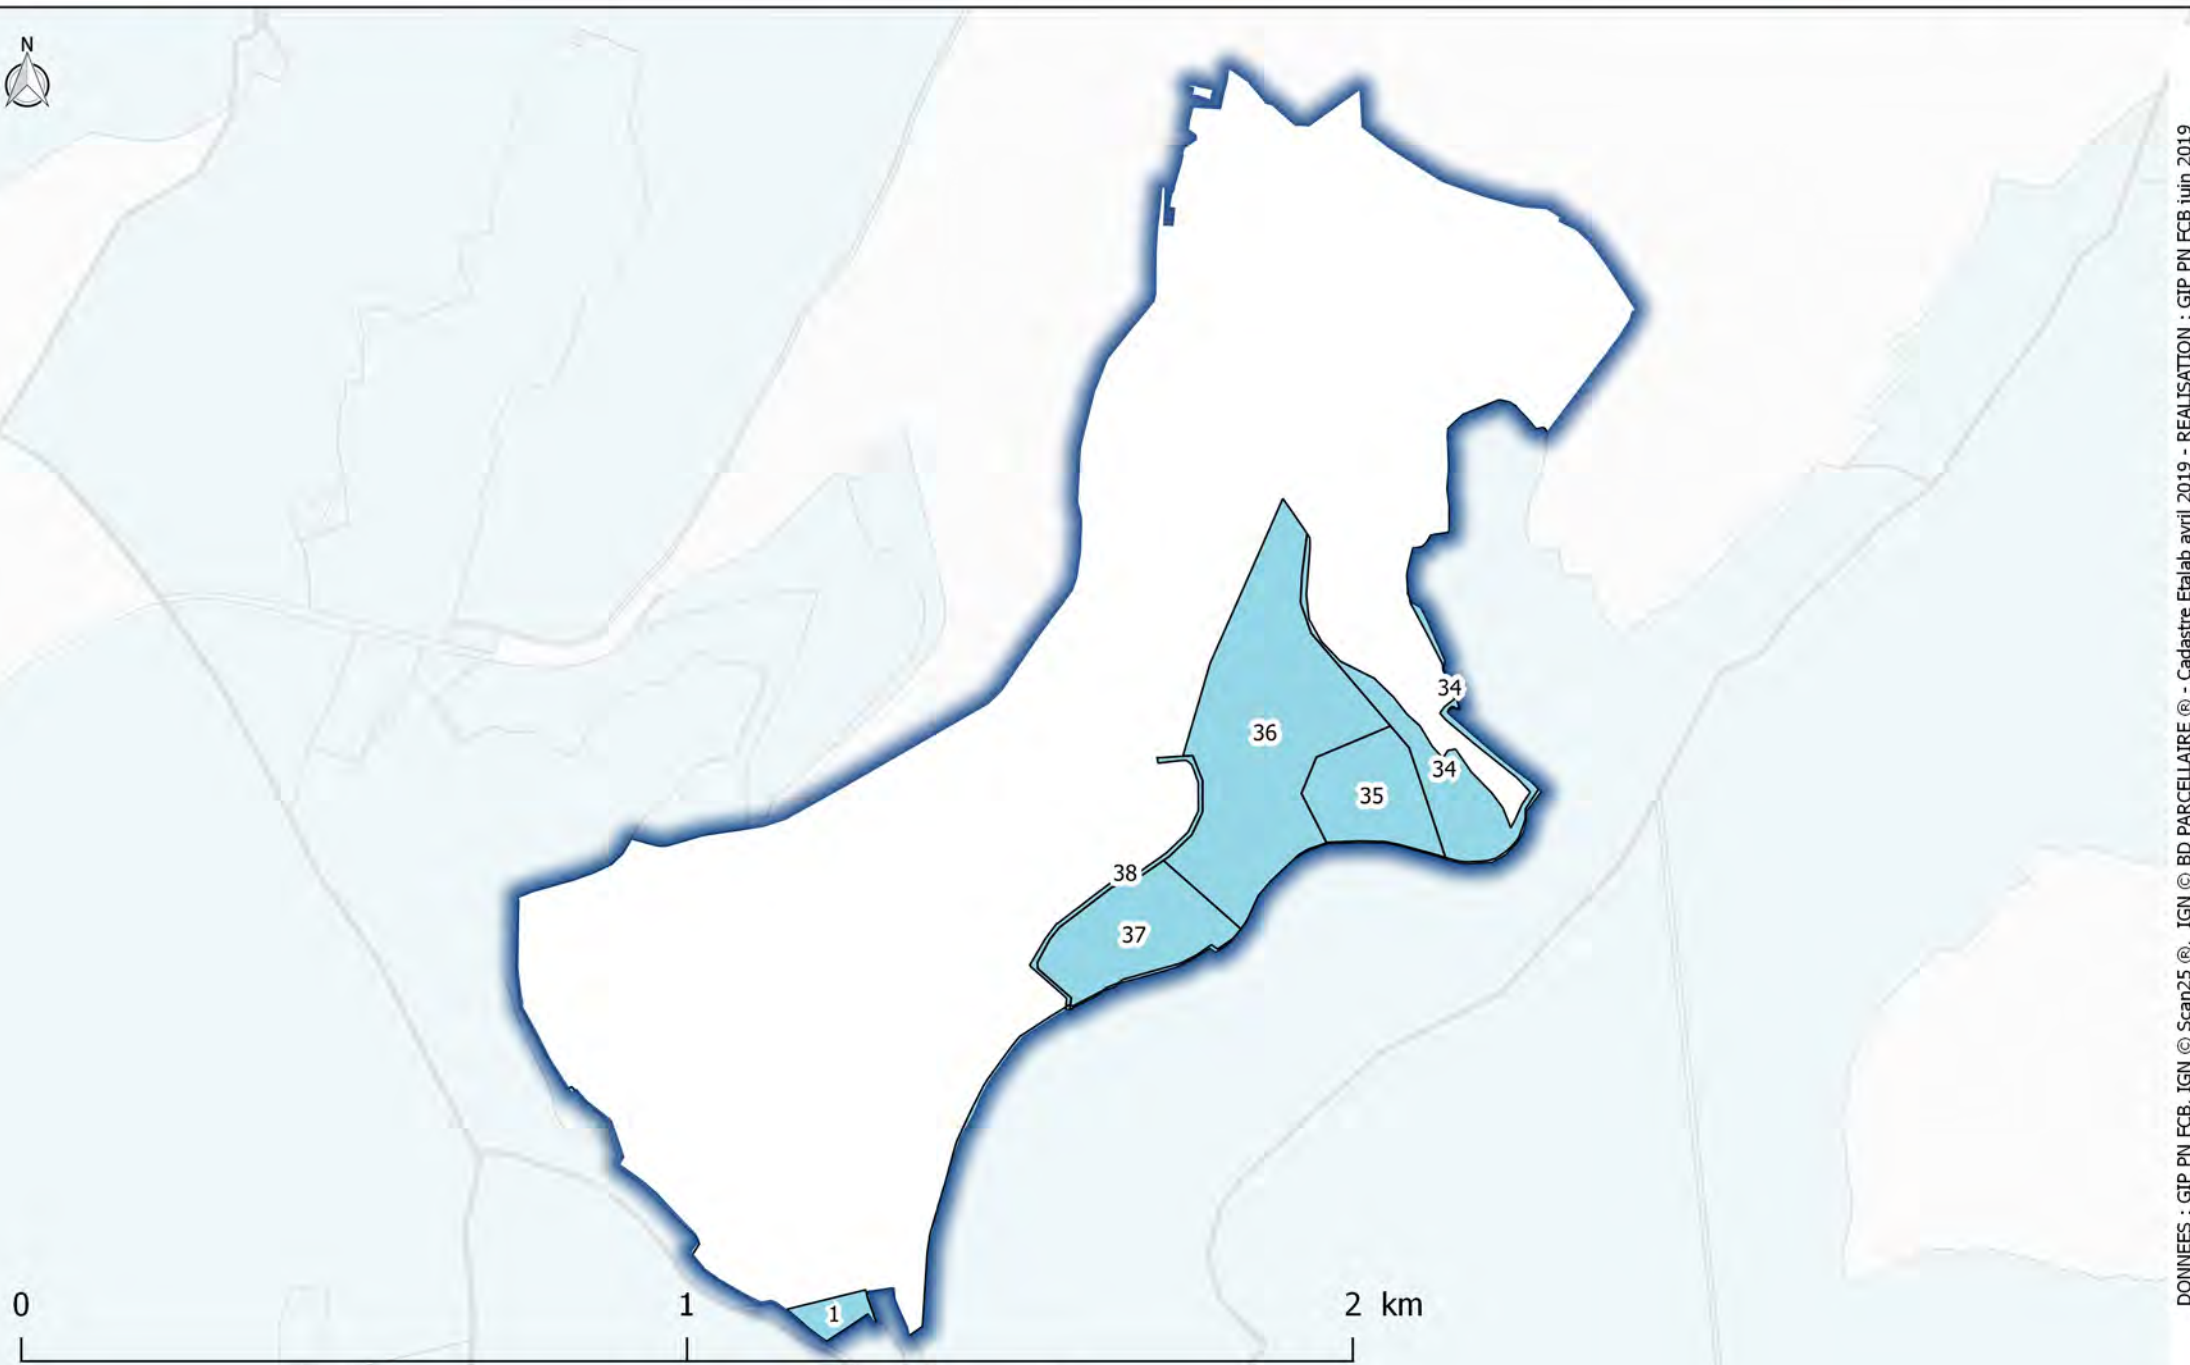 N
34
36
34
35
38
37
1
0 1 2 km
DONNEES : GIP PN FCB, IGN © Scan25 ®, IGN © BD PARCELLAIRE ® - Cadastre Etalab avril 2019 - REALISATION : GIP PN FCB juin 2019